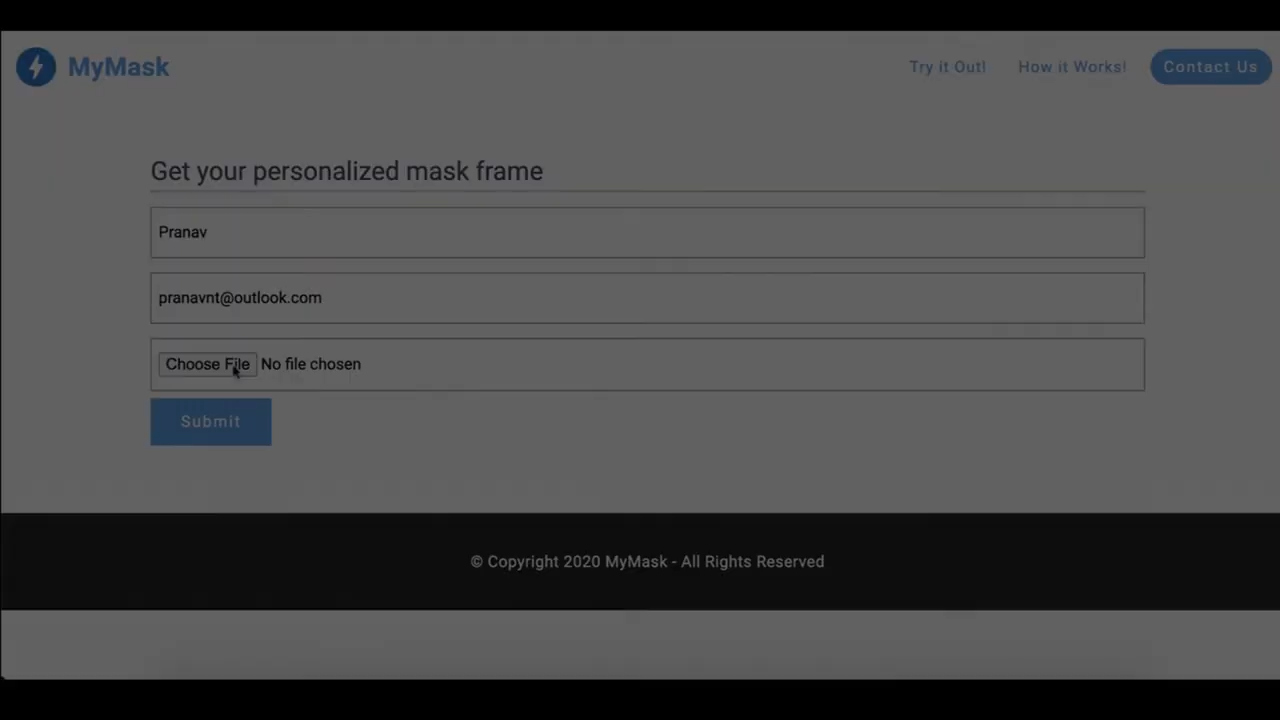 MyMask
Try it Out!
How it Works!
Contact Us
Get your personalized mask frame
Pranav
pranavnt@outlook.com
Choose File No file chosen
Submit
© Copyright 2020 MyMask - All Rights Reserved